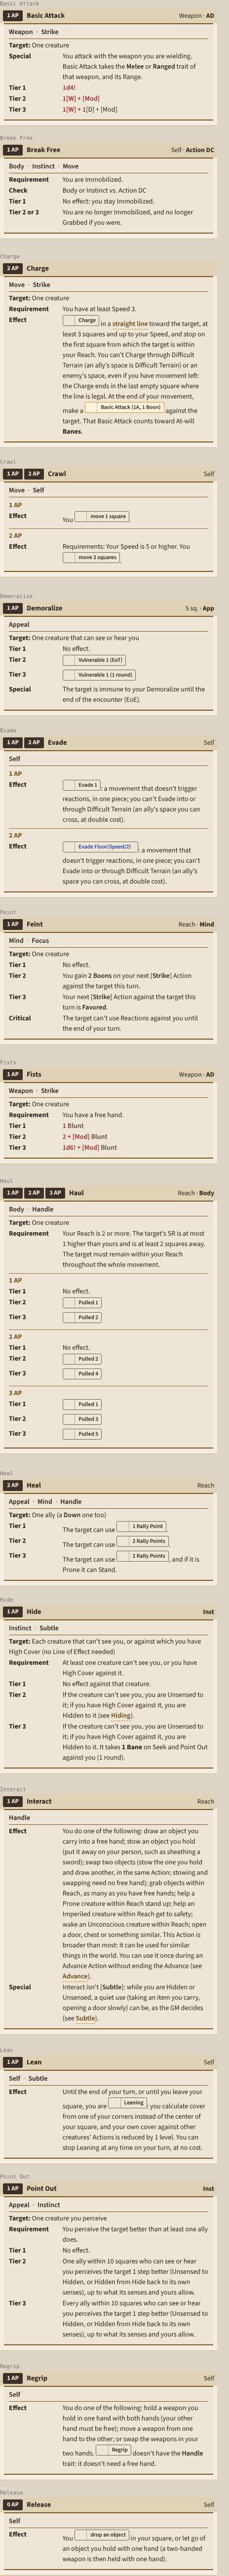 Basic Attack
1 AP Basic Attack Weapon · AD
Weapon · Strike
Target: One creature
Special You attack with the weapon you are wielding.
Basic Attack takes the Melee or Ranged trait of
that weapon, and its Range.
Tier 1 1d4!
Tier 2 1[W] + [Mod]
Tier 3 1[W] + 1[D] + [Mod]
Break Free
1 AP Break Free Self · Action DC
Body · Instinct · Move
Requirement You are Immobilized.
Check Body or Instinct vs. Action DC
Tier 1 No effect: you stay Immobilized.
Tier 2 or 3 You are no longer Immobilized, and no longer
Grabbed if you were.
Charge
2 AP Charge
Move · Strike
Target: One creature
Requirement You have at least Speed 3.
Effect Charge in a straight line toward the target, at
least 3 squares and up to your Speed, and stop on
the first square from which the target is within
your Reach. You can't Charge through Difficult
Terrain (an ally's space is Difficult Terrain) or an
enemy's space, even if you have movement left:
the Charge ends in the last empty square where
the line is legal. At the end of your movement,
make a Basic Attack (1A, 1 Boon) against the
target. That Basic Attack counts toward At-will
Banes.
Crawl
1 AP 2 AP Crawl Self
Move · Self
1 AP
Effect You move 1 square.
2 AP
Effect Requirements: Your Speed is 5 or higher. You
move 3 squares.
Demoralize
1 AP Demoralize 5 sq. · App
Appeal
Target: One creature that can see or hear you
Tier 1 No effect.
Tier 2 Vulnerable 1 (EoT)
Tier 3 Vulnerable 1 (1 round)
Special The target is immune to your Demoralize until the
end of the encounter (EoE).
Evade
1 AP 2 AP Evade Self
Self
1 AP
Effect Evade 1: a movement that doesn't trigger
reactions, in one piece; you can't Evade into or
through Difficult Terrain (an ally's space can be
cross, at double cost).
2 AP
Effect Evade Floor(Speed/2): a movement that
doesn't trigger reactions, in one piece; you can't
Evade into or through Difficult Terrain (an ally's
space you can cross, at double cost).
Feint
1 AP Feint Reach · Mind
Mind · Focus
Target: One creature
Tier 1 No effect.
Tier 2 You gain 2 Boons on your next [Strike] Action
against the target this turn.
Tier 3 Your next [Strike] Action against the target this
turn is Favored.
Critical The target can't use Reactions against you until
the end of your turn.
Fists
1 AP Fists Weapon · AD
Weapon · Strike
Target: One creature
Requirement You have a free hand.
Tier 1 1 Blunt
Tier 2 2 + [Mod] Blunt
Tier 3 1d6! + [Mod] Blunt
Haul
1 AP 2 AP 3 AP Haul Reach · Body
Body · Handle
Target: One creature
Requirement Your Reach is 2 or more. The target's SR is at most
1 higher than yours and is at least 2 squares away.
The target must remain within your Reach
throughout the whole movement.
1 AP
Tier 1 No effect.
Tier 2 Pulled 1
Tier 3 Pulled 2
2 AP
Tier 1 No effect.
Tier 2 Pulled 2
Tier 3 Pulled 4
3 AP
Tier 1 Pulled 1
Tier 2 Pulled 3
Tier 3 Pulled 5
Heal
2 AP Heal Reach
Appeal · Mind · Handle
Target: One ally (a Down one too)
Tier 1 The target can use 1 Rally Point
Tier 2 The target can use 2 Rally Points.
Tier 3 The target can use 2 Rally Points, and if it is
Prone it can Stand.
Hide
1 AP Hide Inst
Instinct · Subtle
Target: Each creature that can't see you, or against which you have
High Cover (no Line of Effect needed)
Requirement At least one creature can't see you, or you have
High Cover against it.
Tier 1 No effect against that creature.
Tier 2 If the creature can't see you, you are Unsensed to
it; if you have High Cover against it, you are
Hidden to it (see Hiding).
Tier 3 If the creature can't see you, you are Unsensed to
it; if you have High Cover against it, you are
Hidden to it. It takes 1 Bane on Seek and Point Out
against you (1 round).
Interact
1 AP Interact Reach
Handle
Effect You do one of the following: draw an object you
carry into a free hand; stow an object you hold
(put it away on your person, such as sheathing a
sword); swap two objects (stow the one you hold
and draw another, in the same Action; stowing and
swapping need no free hand); grab objects within
Reach, as many as you have free hands; help a
Prone creature within Reach stand up; help an
Imperiled creature within Reach get to safety;
wake an Unconscious creature within Reach; open
a door, chest or something similar. This Action is
broader than most: it can be used for similar
things in the world. You can use it once during an
Advance Action without ending the Advance (see
Advance).
Special Interact isn't [Subtle]: while you are Hidden or
Unsensed, a quiet use (taking an item you carry,
opening a door slowly) can be, as the GM decides
(see Subtle).
Lean
1 AP Lean Self
Self · Subtle
Effect Until the end of your turn, or until you leave your
square, you are Leaning: you calculate cover
from one of your corners instead of the center of
your square, and your own cover against other
creatures' Actions is reduced by 1 level. You can
stop Leaning at any time on your turn, at no cost.
Point Out
1 AP Point Out Inst
Appeal · Instinct
Target: One creature you perceive
Requirement You perceive the target better than at least one ally
does.
Tier 1 No effect.
Tier 2 One ally within 10 squares who can see or hear
you perceives the target 1 step better (Unsensed to
Hidden, or Hidden from Hide back to its own
senses), up to what its senses and yours allow.
Tier 3 Every ally within 10 squares who can see or hear
you perceives the target 1 step better (Unsensed to
Hidden, or Hidden from Hide back to its own
senses), up to what its senses and yours allow.
Regrip
1 AP Regrip Self
Self
Effect You do one of the following: hold a weapon you
hold in one hand with both hands (your other
hand must be free); move a weapon from one
hand to the other; or swap the weapons in your
two hands. Regrip doesn't have the Handle
trait: it doesn't need a free hand.
Release
0 AP Release Self
Self
Effect You drop an object in your square, or let go of
an object you hold with one hand (a two-handed
weapon is then held with one hand).